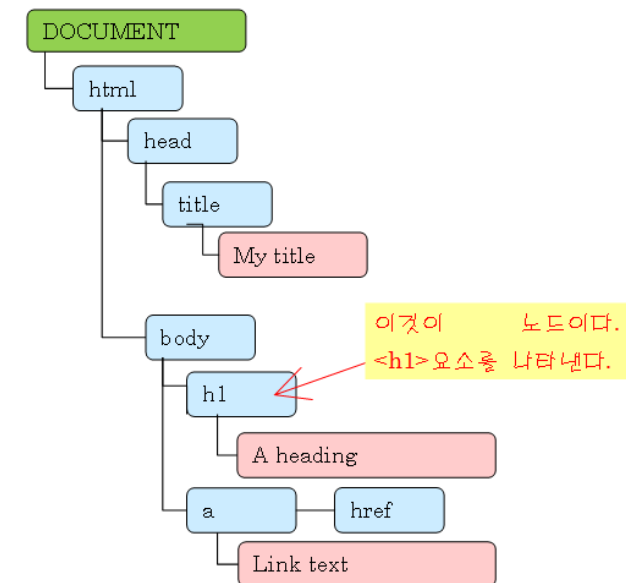 DOCUMENT
html
head
title
My title
body
이것이 노드이다.
<h1>요소를 나타낸다.
h1
A heading
a
href
Link text